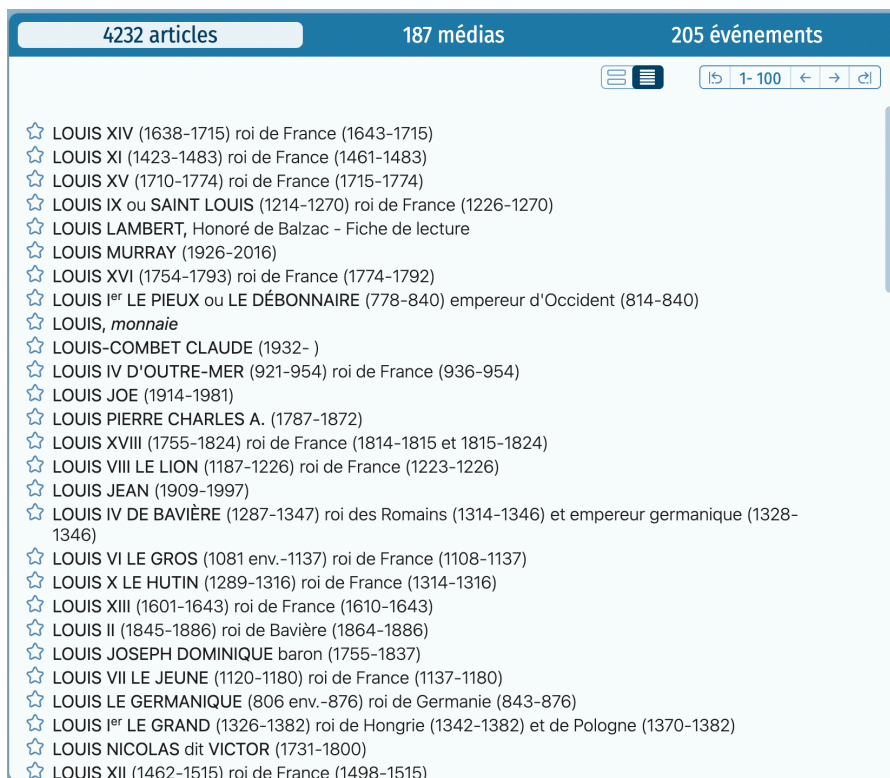 4232 articles 187 médias 205 événements
1- 100
LOUIS XIV (1638-1715) roi de France (1643-1715)
LOUIS XI (1423-1483) roi de France (1461-1483)
LOUIS XV (1710-1774) roi de France (1715-1774)
LOUIS IX ou SAINT LOUIS (1214-1270) roi de France (1226-1270)
LOUIS LAMBERT, Honoré de Balzac - Fiche de lecture
LOUIS MURRAY (1926-2016)
LOUIS XVI (1754-1793) roi de France (1774-1792)
LOUIS Ier LE PIEUX ou LE DÉBONNAIRE (778-840) empereur d'Occident (814-840)
LOUIS, monnaie
LOUIS-COMBET CLAUDE (1932- )
LOUIS IV D'OUTRE-MER (921-954) roi de France (936-954)
LOUIS JOE (1914-1981)
LOUIS PIERRE CHARLES A. (1787-1872)
LOUIS XVIII (1755-1824) roi de France (1814-1815 et 1815-1824)
LOUIS VIII LE LION (1187-1226) roi de France (1223-1226)
LOUIS JEAN (1909-1997)
LOUIS IV DE BAVIÈRE (1287-1347) roi des Romains (1314-1346) et empereur germanique (1328-
1346)
LOUIS VI LE GROS (1081 env.-1137) roi de France (1108-1137)
LOUIS X LE HUTIN (1289-1316) roi de France (1314-1316)
LOUIS XIII (1601-1643) roi de France (1610-1643)
LOUIS II (1845-1886) roi de Bavière (1864-1886)
LOUIS JOSEPH DOMINIQUE baron (1755-1837)
LOUIS VII LE JEUNE (1120-1180) roi de France (1137-1180)
LOUIS LE GERMANIQUE (806 env.-876) roi de Germanie (843-876)
LOUIS Ier LE GRAND (1326-1382) roi de Hongrie (1342-1382) et de Pologne (1370-1382)
LOUIS NICOLAS dit VICTOR (1731-1800)
LOUIS XII (1462-1515) roi de France (1498-1515)